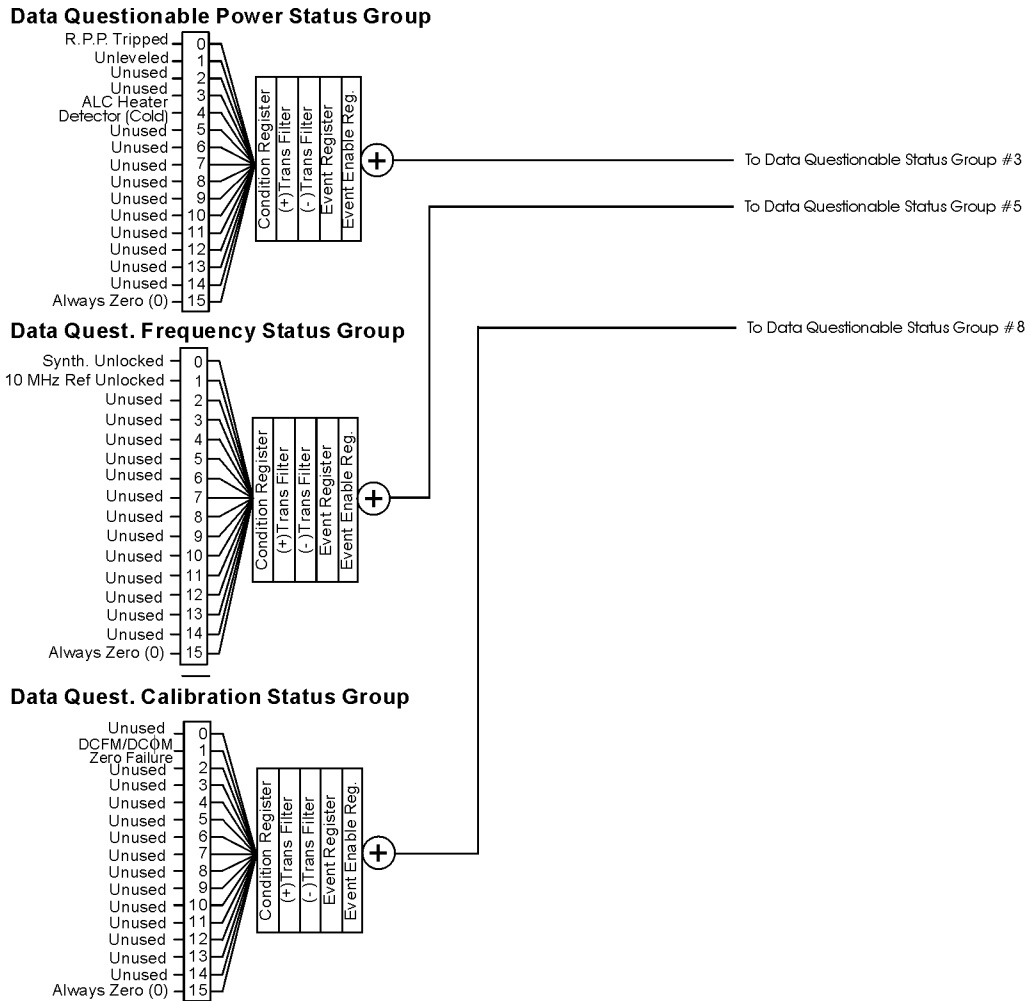 Data Questionable Power Status Group
R.P.P. Tripped 0
Unleveled 1
Unused 2
Unused 3
ALC Heater
Detector (Cold) 4
Unused 5
Unused 6
Unused 7
Unused 8
Unused 9
Unused 10
Unused 11
Unused 12
Unused 13
Unused 14
Always Zero (0) 15
Condition Register
(+)Trans Filter
(-)Trans Filter
Event Register
Event Enable Reg.
+
To Data Questionable Status Group #3
To Data Questionable Status Group #5
To Data Questionable Status Group #8
Data Quest. Frequency Status Group
Synth. Unlocked 0
10 MHz Ref Unlocked 1
Unused 2
Unused 3
Unused 4
Unused 5
Unused 6
Unused 7
Unused 8
Unused 9
Unused 10
Unused 11
Unused 12
Unused 13
Unused 14
Always Zero (0) 15
Condition Register
(+)Trans Filter
(-)Trans Filter
Event Register
Event Enable Reg.
+
Data Quest. Calibration Status Group
Unused 0
DCFM/DCϕM
Zero Failure 1
Unused 2
Unused 3
Unused 4
Unused 5
Unused 6
Unused 7
Unused 8
Unused 9
Unused 10
Unused 11
Unused 12
Unused 13
Unused 14
Always Zero (0) 15
Condition Register
(+)Trans Filter
(-)Trans Filter
Event Register
Event Enable Reg.
+